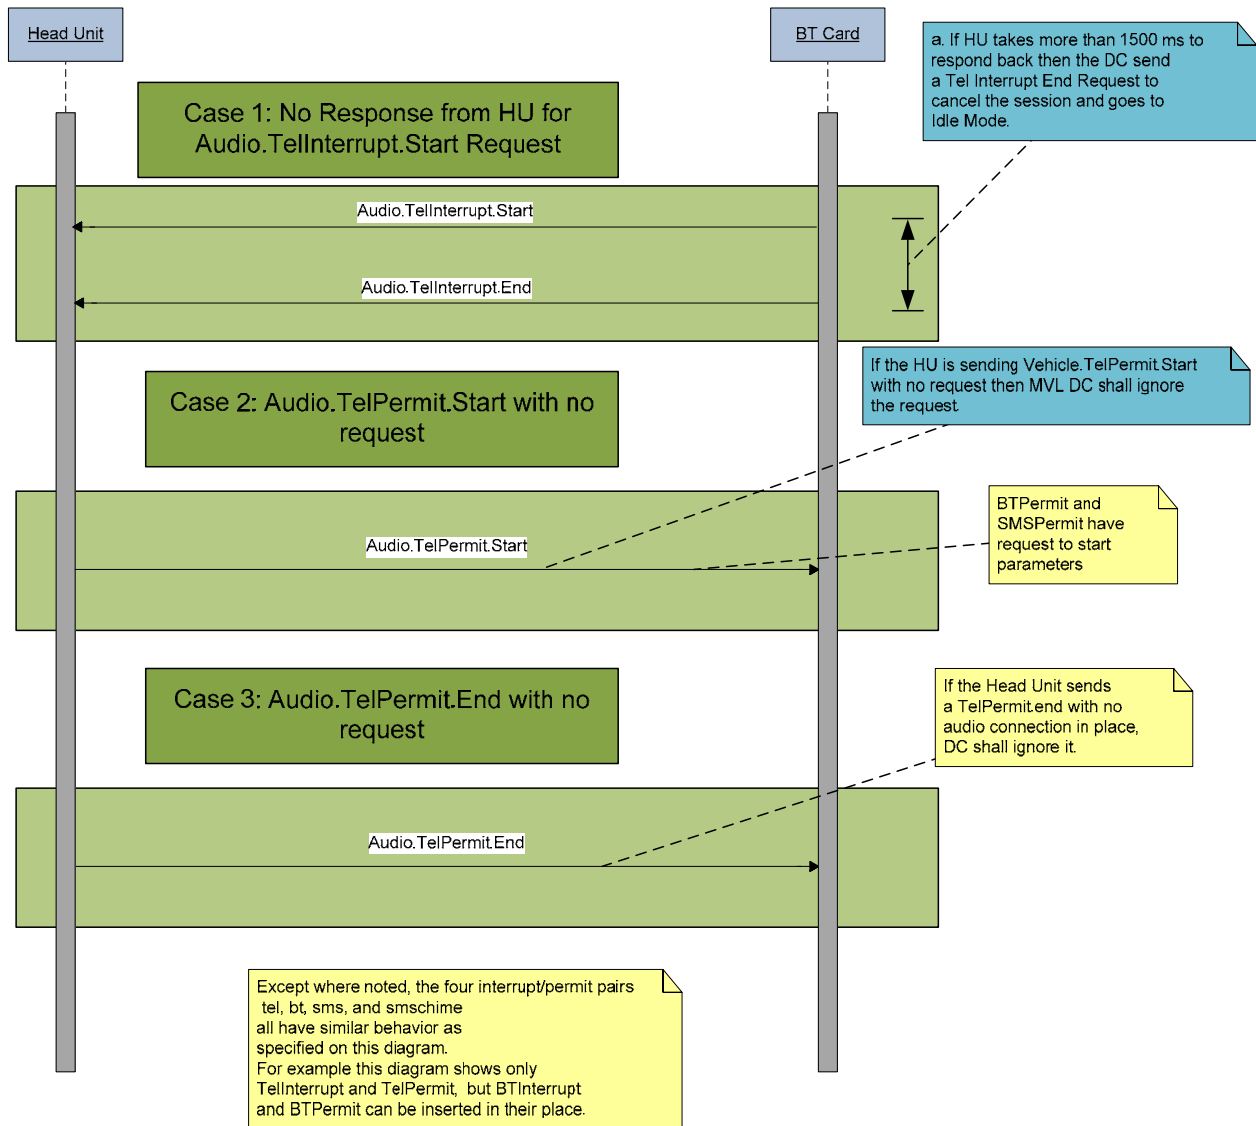 Head Unit
BT Card
a. If HU takes more than 1500 ms to
respond back then the DC send
a Tel Interrupt End Request to
cancel the session and goes to
Idle Mode.
Case 1: No Response from HU for
Audio.TelInterrupt.Start Request
Audio.TelInterrupt.Start
Audio.TelInterrupt.End
If the HU is sending Vehicle.TelPermit.Start
with no request then MVL DC shall ignore
the request.
Case 2: Audio.TelPermit.Start with no
request
BTPermit and
SMSPermit have
request to start
parameters
Audio.TelPermit.Start
Case 3: Audio.TelPermit.End with no
request
If the Head Unit sends
a TelPermit.end with no
audio connection in place,
DC shall ignore it.
Audio.TelPermit.End
Except where noted, the four interrupt/permit pairs
tel, bt, sms, and smschime
all have similar behavior as
specified on this diagram.
For example this diagram shows only
TelInterrupt and TelPermit, but BTInterrupt
and BTPermit can be inserted in their place.